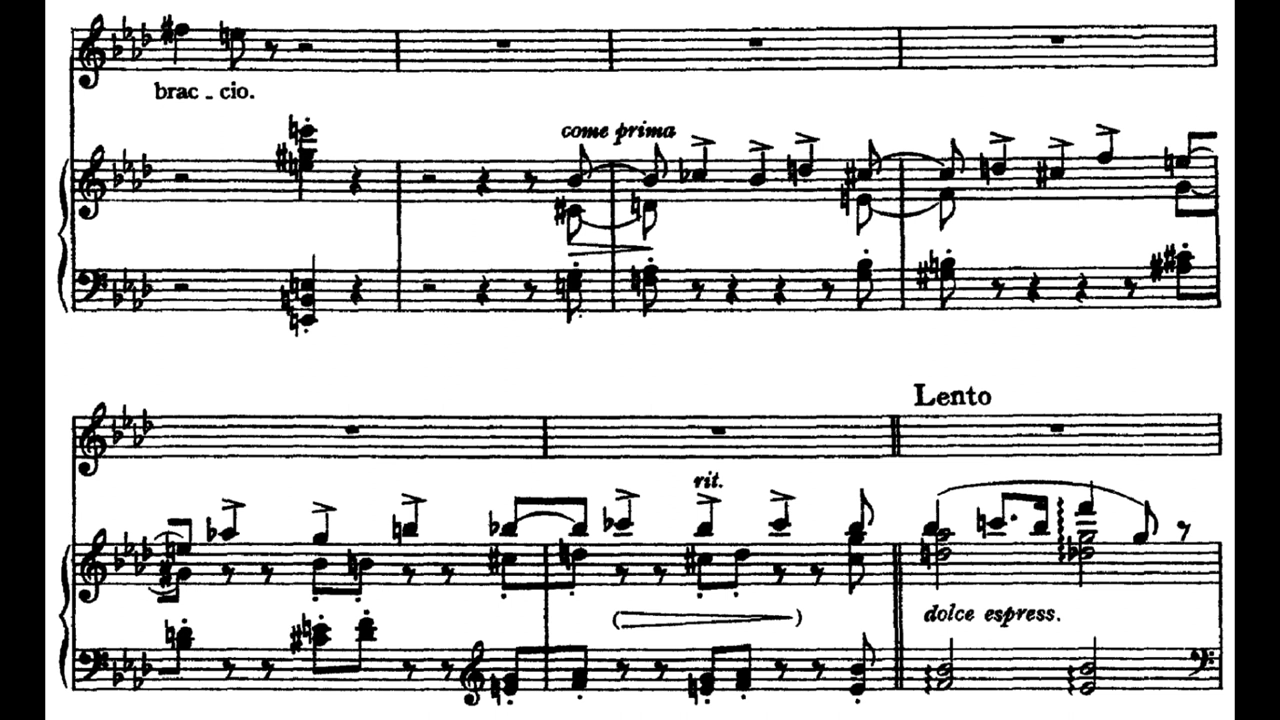 brac - cio.
come prima
Lento
rit.
dolce espress.